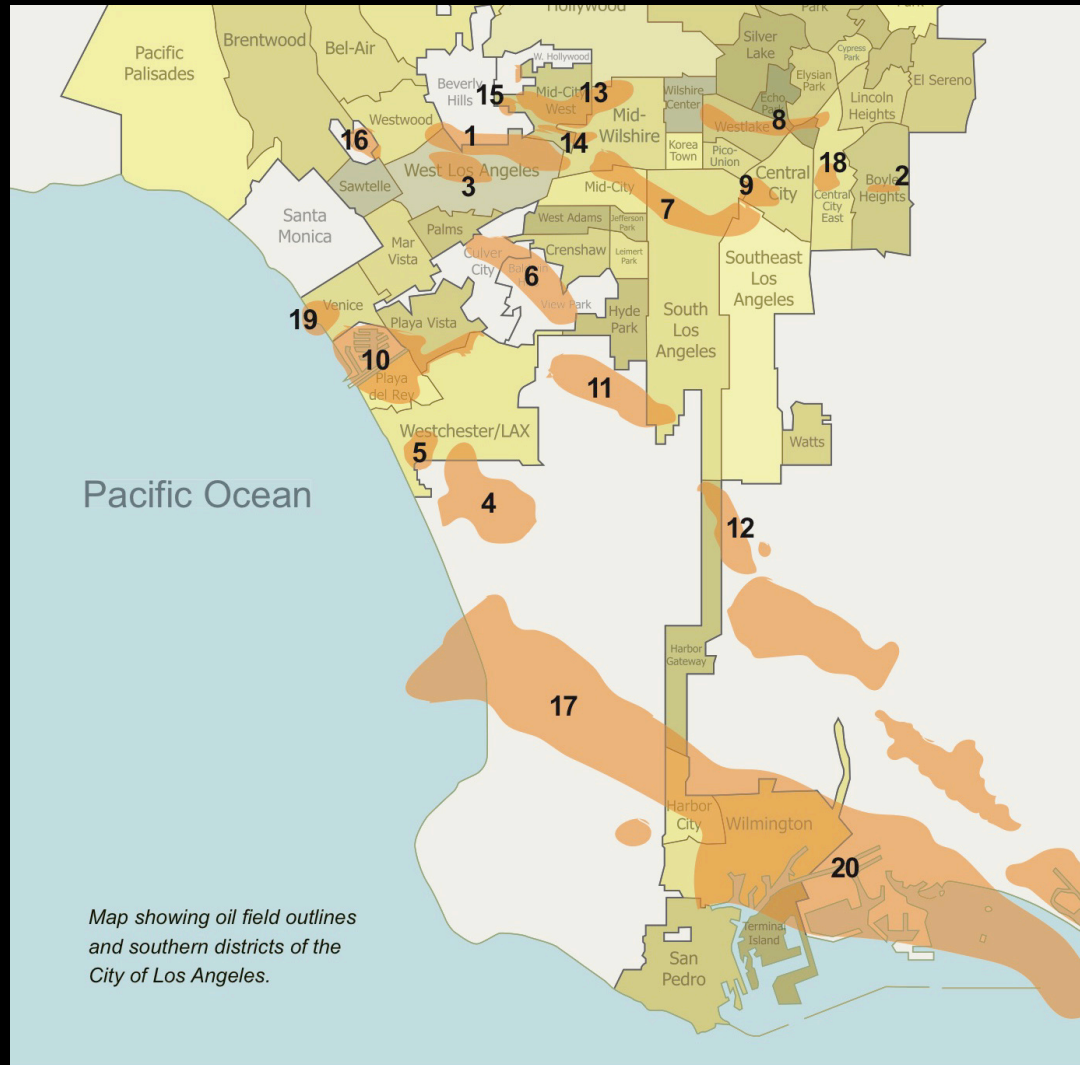 Hollywood
Park
Pacific
Palisades
Brentwood
Bel-Air
W. Hollywood
Silver
Lake
Cypress
Park
Elysian
Park
El Sereno
Beverly
Hills
15
Mid-City
West
13
Wilshire
Center
Echo
Park
Lincoln
Heights
Westwood
Mid-
Wilshire
Westlake
8
16
1
14
Korea
Town
Pico-
Union
18
West Los Angeles
3
Sawtelle
Mid-City
9
Central
City
Central
City East
Boyle
Heights
2
7
Santa
Monica
Palms
Mar
Vista
West Adams
Jefferson
Park
Crenshaw
Leimert
Park
Culver
City
6
View Park
Southeast
Los
Angeles
Venice
19
Playa Vista
Hyde
Park
South
Los
Angeles
10
Playa
del Rey
11
Westchester/LAX
5
Watts
Pacific Ocean
4
12
Harbor
Gateway
17
Harbor
City
Wilmington
20
Terminal
Island
San
Pedro
Map showing oil field outlines
and southern districts of the
City of Los Angeles.